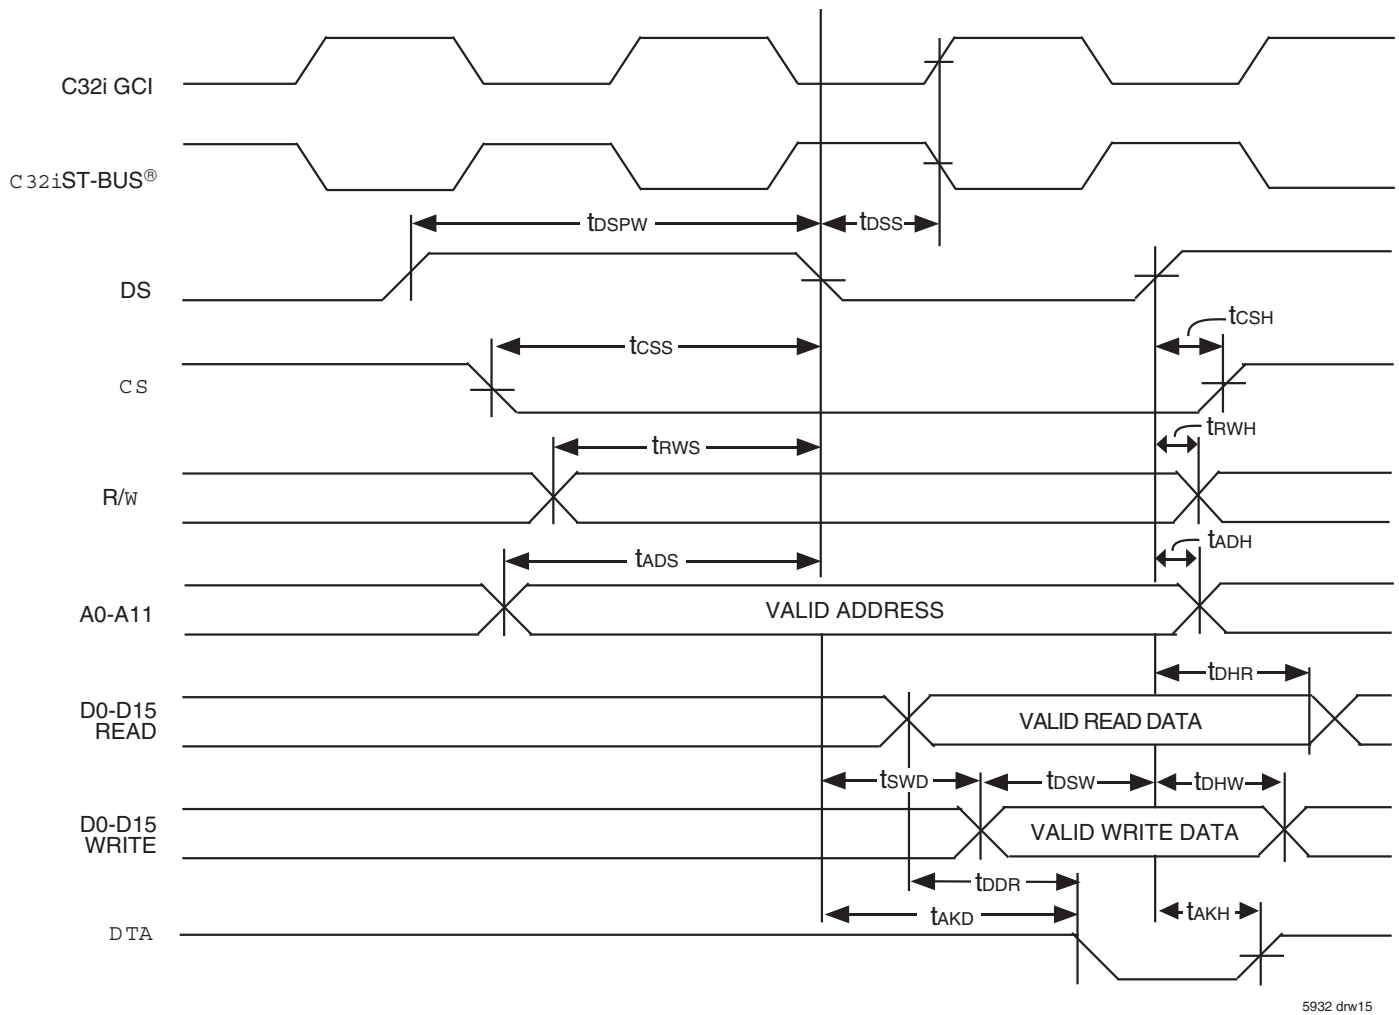 C32i GCI
C32iST-BUS®
tDSPW
tDSS
DS
tCSH
tCSS
CS
tRWH
tRWS
R/W
tADH
tADS
A0-A11
VALID ADDRESS
tDHR
D0-D15
READ
VALID READ DATA
tSWD
tDSW
tDHW
D0-D15
WRITE
VALID WRITE DATA
tDDR
tAKD
tAKH
DTA
5932 drw15